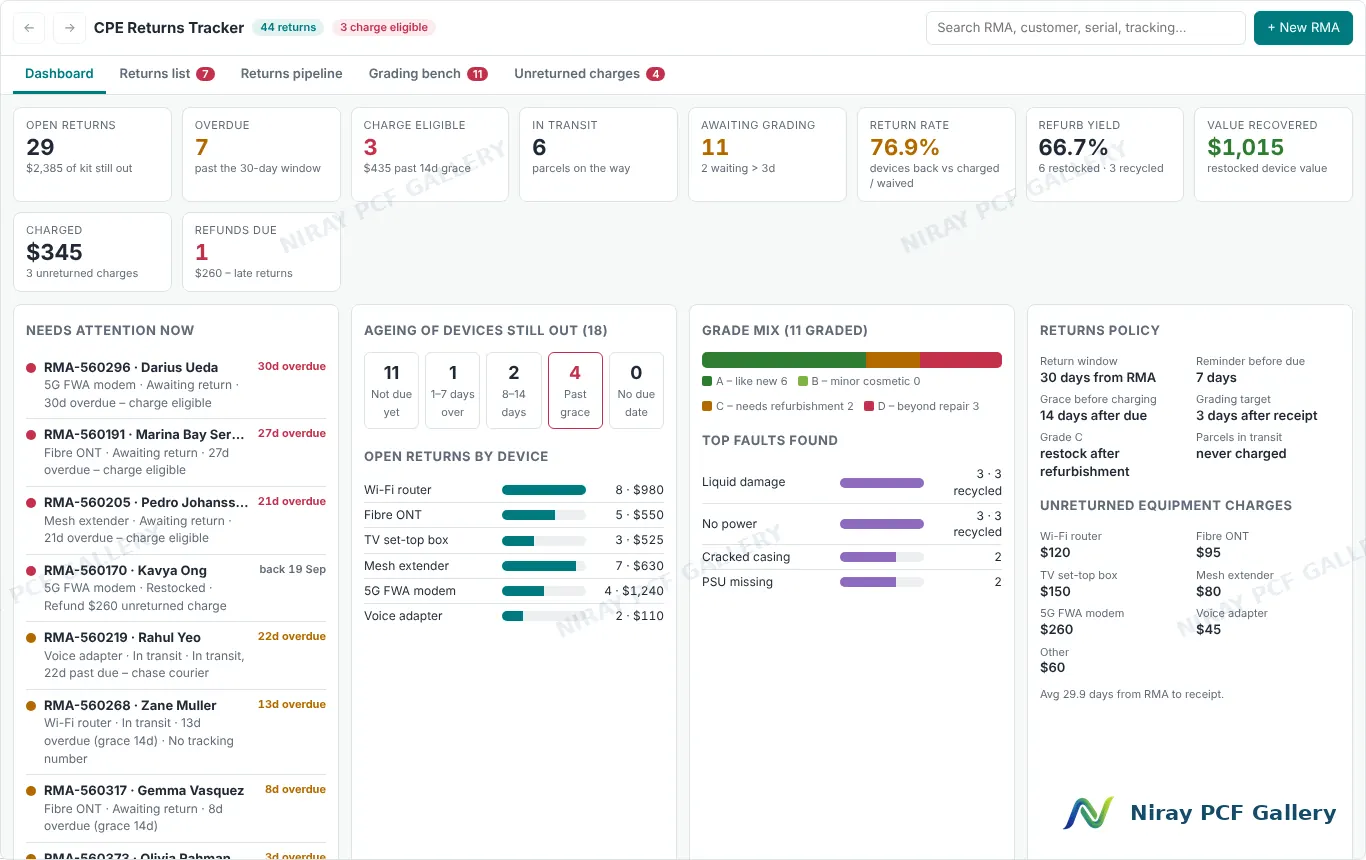 ← → CPE Returns Tracker 44 returns 3 charge eligible Search RMA, customer, serial, tracking... + New RMA
Dashboard Returns list 7 Returns pipeline Grading bench 11 Unreturned charges 4
OPEN RETURNS
29
$2,385 of kit still out
OVERDUE
7
past the 30-day window
CHARGE ELIGIBLE
3
$435 past 14d grace
IN TRANSIT
6
parcels on the way
AWAITING GRADING
11
2 waiting > 3d
RETURN RATE
76.9%
devices back vs charged
/ waived
REFURB YIELD
66.7%
6 restocked · 3 recycled
VALUE RECOVERED
$1,015
restocked device value
CHARGED
$345
3 unreturned charges
REFUNDS DUE
1
$260 – late returns
NEEDS ATTENTION NOW
RMA-560296 · Darius Ueda 30d overdue
5G FWA modem · Awaiting return ·
30d overdue – charge eligible
RMA-560191 · Marina Bay Ser... 27d overdue
Fibre ONT · Awaiting return · 27d
overdue – charge eligible
RMA-560205 · Pedro Johanss... 21d overdue
Mesh extender · Awaiting return ·
21d overdue – charge eligible
RMA-560170 · Kavya Ong back 19 Sep
5G FWA modem · Restocked ·
Refund $260 unreturned charge
RMA-560219 · Rahul Yeo 22d overdue
Voice adapter · In transit · In transit,
22d past due – chase courier
RMA-560268 · Zane Muller 13d overdue
Wi-Fi router · In transit · 13d
overdue (grace 14d) · No tracking
number
RMA-560317 · Gemma Vasquez 8d overdue
Fibre ONT · Awaiting return · 8d
overdue (grace 14d)
RMA-560373 · Olivia Rahman 3d overdue
AGEING OF DEVICES STILL OUT (18)
11
Not due
yet
1
1–7 days
over
2
8–14
days
4
Past
grace
0
No due
date
OPEN RETURNS BY DEVICE
Wi-Fi router 8 · $980
Fibre ONT 5 · $550
TV set-top box 3 · $525
Mesh extender 7 · $630
5G FWA modem 4 · $1,240
Voice adapter 2 · $110
GRADE MIX (11 GRADED)
A – like new 6 B – minor cosmetic 0
C – needs refurbishment 2 D – beyond repair 3
TOP FAULTS FOUND
Liquid damage 3 · 3
recycled
No power 3 · 3
recycled
Cracked casing 2
PSU missing 2
RETURNS POLICY
Return window
30 days from RMA
Reminder before due
7 days
Grace before charging
14 days after due
Grading target
3 days after receipt
Grade C
restock after
refurbishment
Parcels in transit
never charged
UNRETURNED EQUIPMENT CHARGES
Wi-Fi router
$120
Fibre ONT
$95
TV set-top box
$150
Mesh extender
$80
5G FWA modem
$260
Voice adapter
$45
Other
$60
Avg 29.9 days from RMA to receipt.
Niray PCF Gallery
NIRAY PCF GALLERY
NIRAY PCF GALLERY
PCF GALLERY
NIRAY PCF GALLERY
NIRAY PCF GALLE